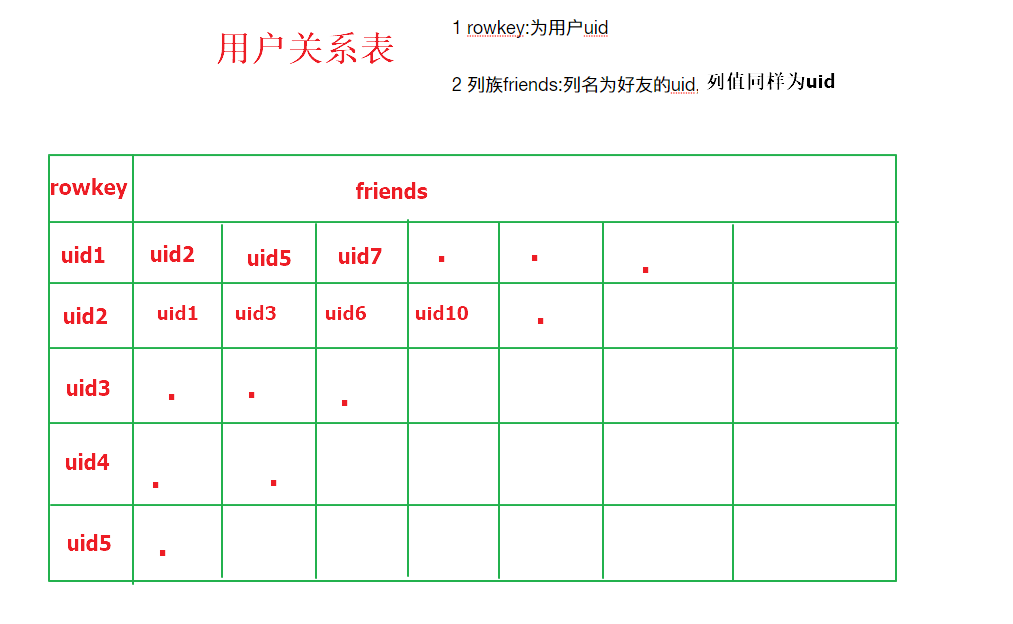 用户关系表
1 rowkey:为用户uid
2 列族friends:列名为好友的uid, 列值同样为uid
rowkey friends
uid1 uid2 uid5 uid7 . . .
uid2 uid1 uid3 uid6 uid10 .
uid3 . . .
uid4 . .
uid5 .